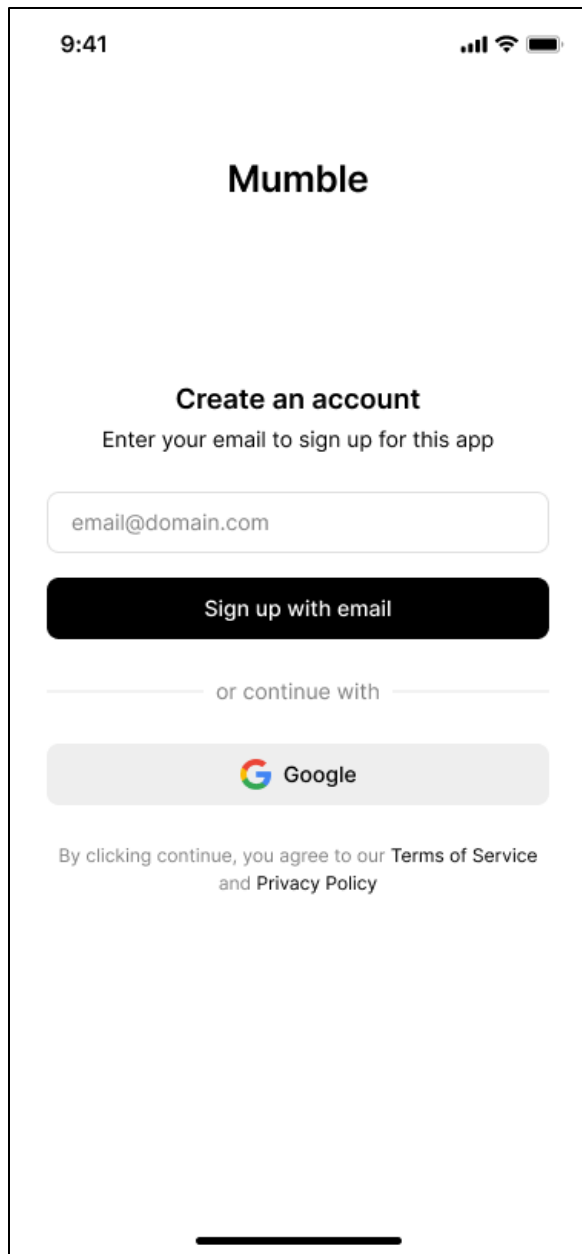 9:41
Mumble
Create an account
Enter your email to sign up for this app
email@domain.com
Sign up with email
or continue with
Google
By clicking continue, you agree to our Terms of Service
and Privacy Policy